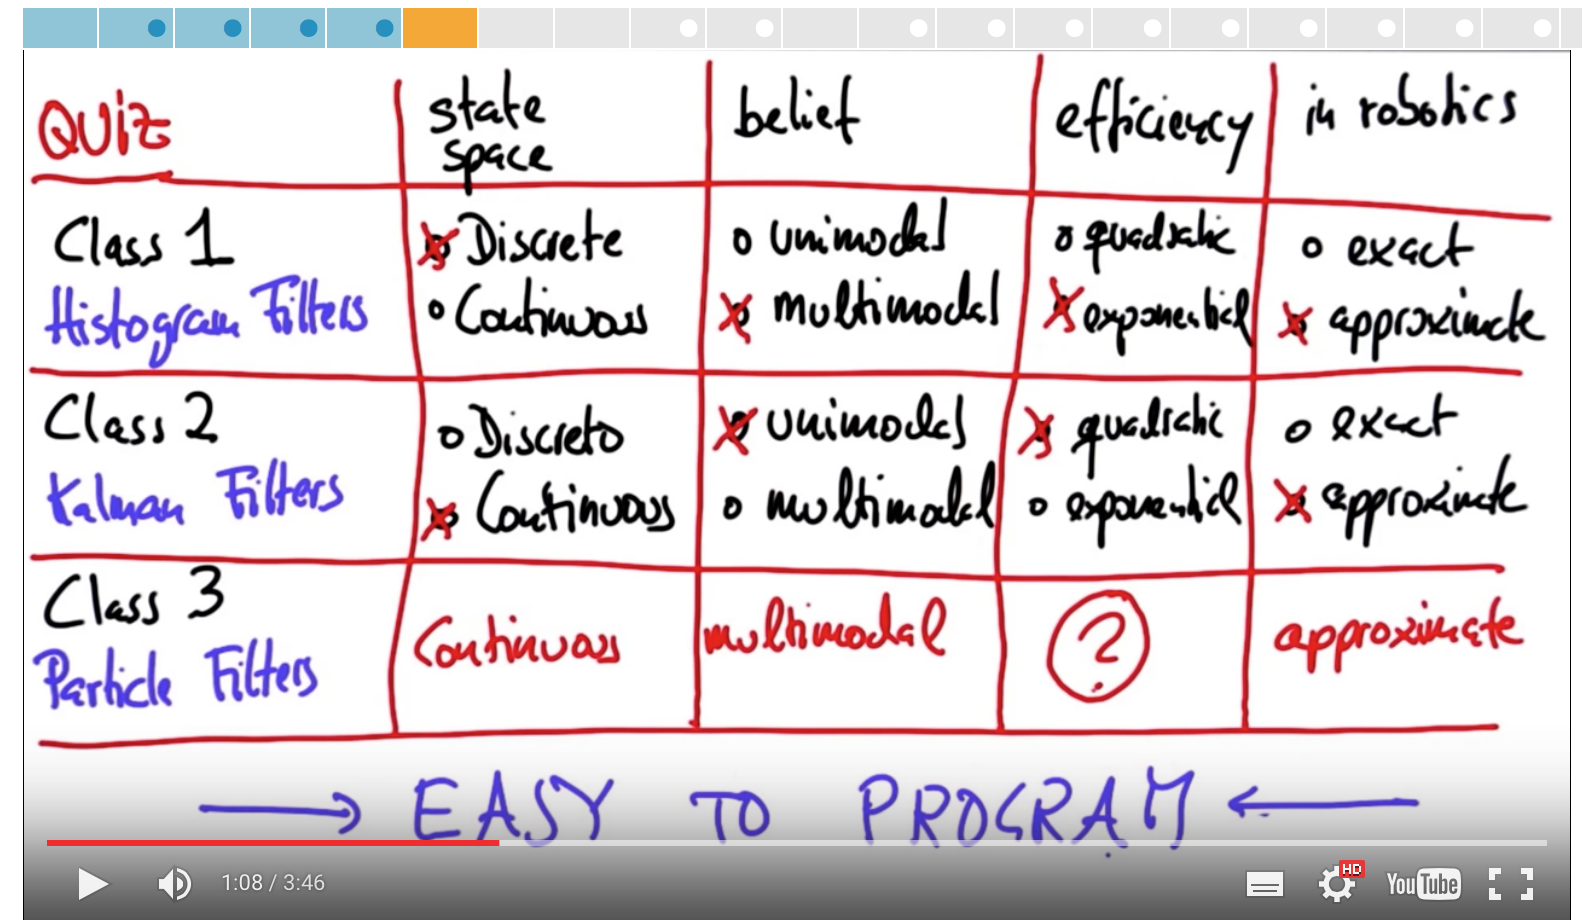 QUIZ
state space
belief
efficiency
in robotics
Class 1
Histogram Filters
Discrete
Continuous
unimodal
multimodal
quadratic
exponential
exact
approximate
Class 2
Kalman Filters
Discrete
Continuous
unimodal
multimodal
quadratic
exponential
exact
approximate
Class 3
Particle Filters
Continuous
multimodal
?
approximate
EASY TO PROGRAM
1:08 / 3:46
HD
YouTube